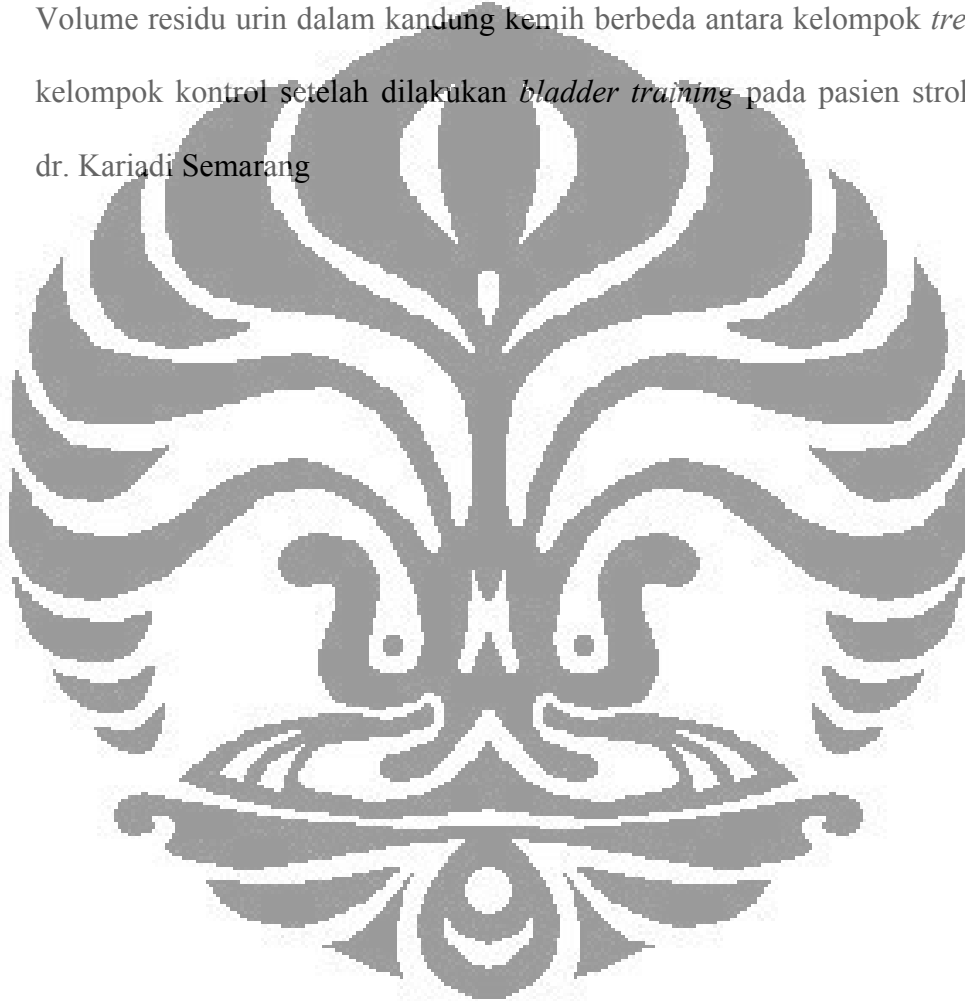 Volume residu urin dalam kandung kemih berbeda antara kelompok
kelompok kontrol setelah dilakukan bladder training pada pasien
dr. Kariadi Semarang